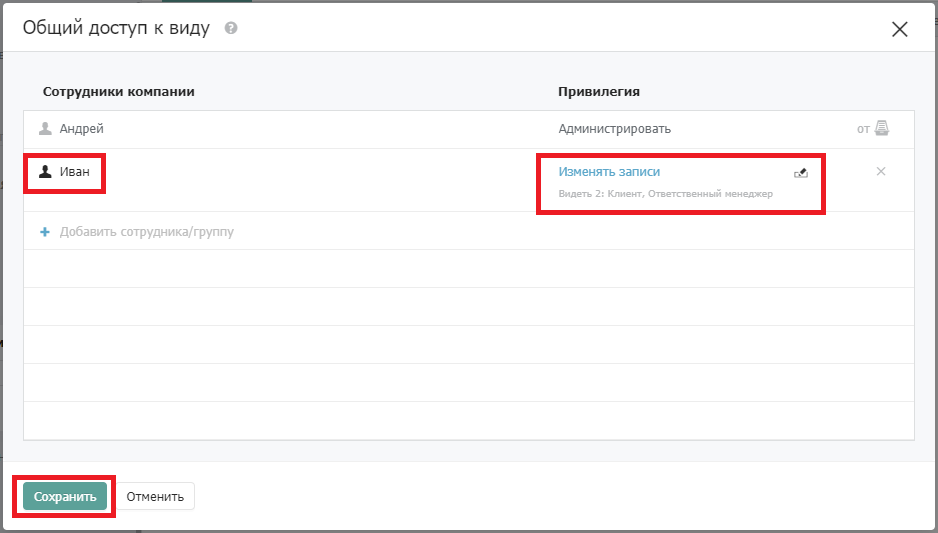 Общий доступ к виду ?
Сотрудники компании Привилегия
Андрей Администрировать от
Иван Изменять записи
Видеть 2: Клиент, Ответственный менеджер
Добавить сотрудника/группу
Сохранить Отменить